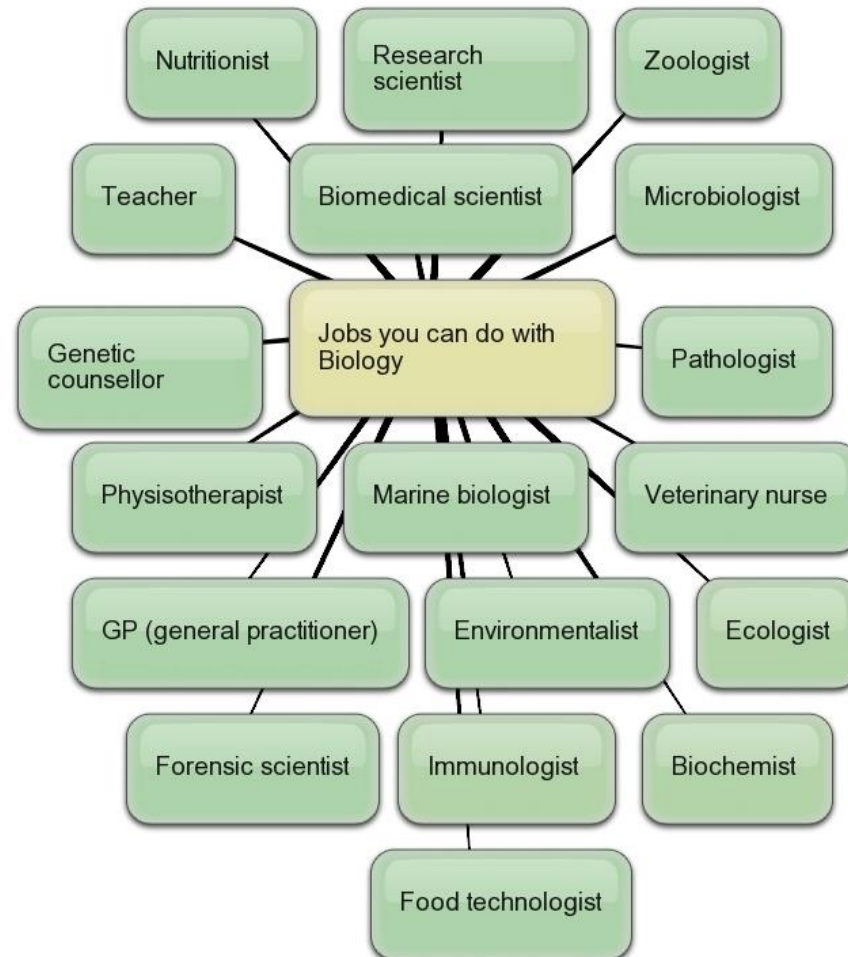 Nutritionist
Research
scientist
Zoologist
Teacher
Biomedical scientist
Microbiologist
Jobs you can do with
Biology
Genetic
counsellor
Pathologist
Physisotherapist
Marine biologist
Veterinary nurse
GP (general practitioner)
Environmentalist
Ecologist
Forensic scientist
Immunologist
Biochemist
Food technologist